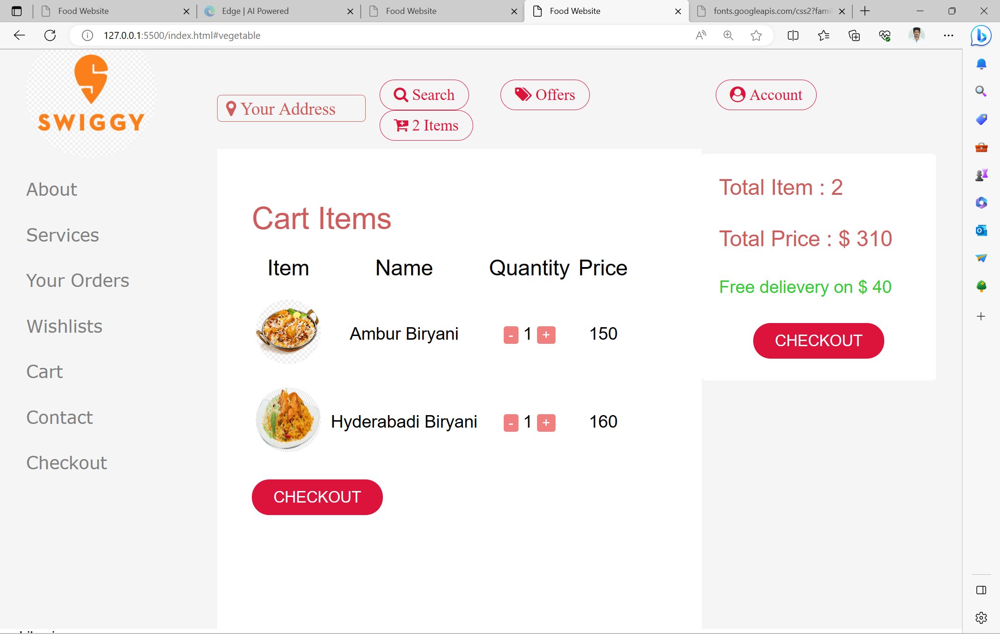 Food Website
Edge | AI Powered
Food Website
Food Website
fonts.googleapis.com/css2?fami
127.0.0.1:5500/index.html#vegetable
SWIGGY
Your Address
Search
Offers
Account
2 Items
About
Services
Your Orders
Wishlists
Cart
Contact
Checkout
Cart Items
Item Name Quantity Price
Ambur Biryani - 1 + 150
Hyderabadi Biryani - 1 + 160
CHECKOUT
Total Item : 2
Total Price : $ 310
Free delievery on $ 40
CHECKOUT